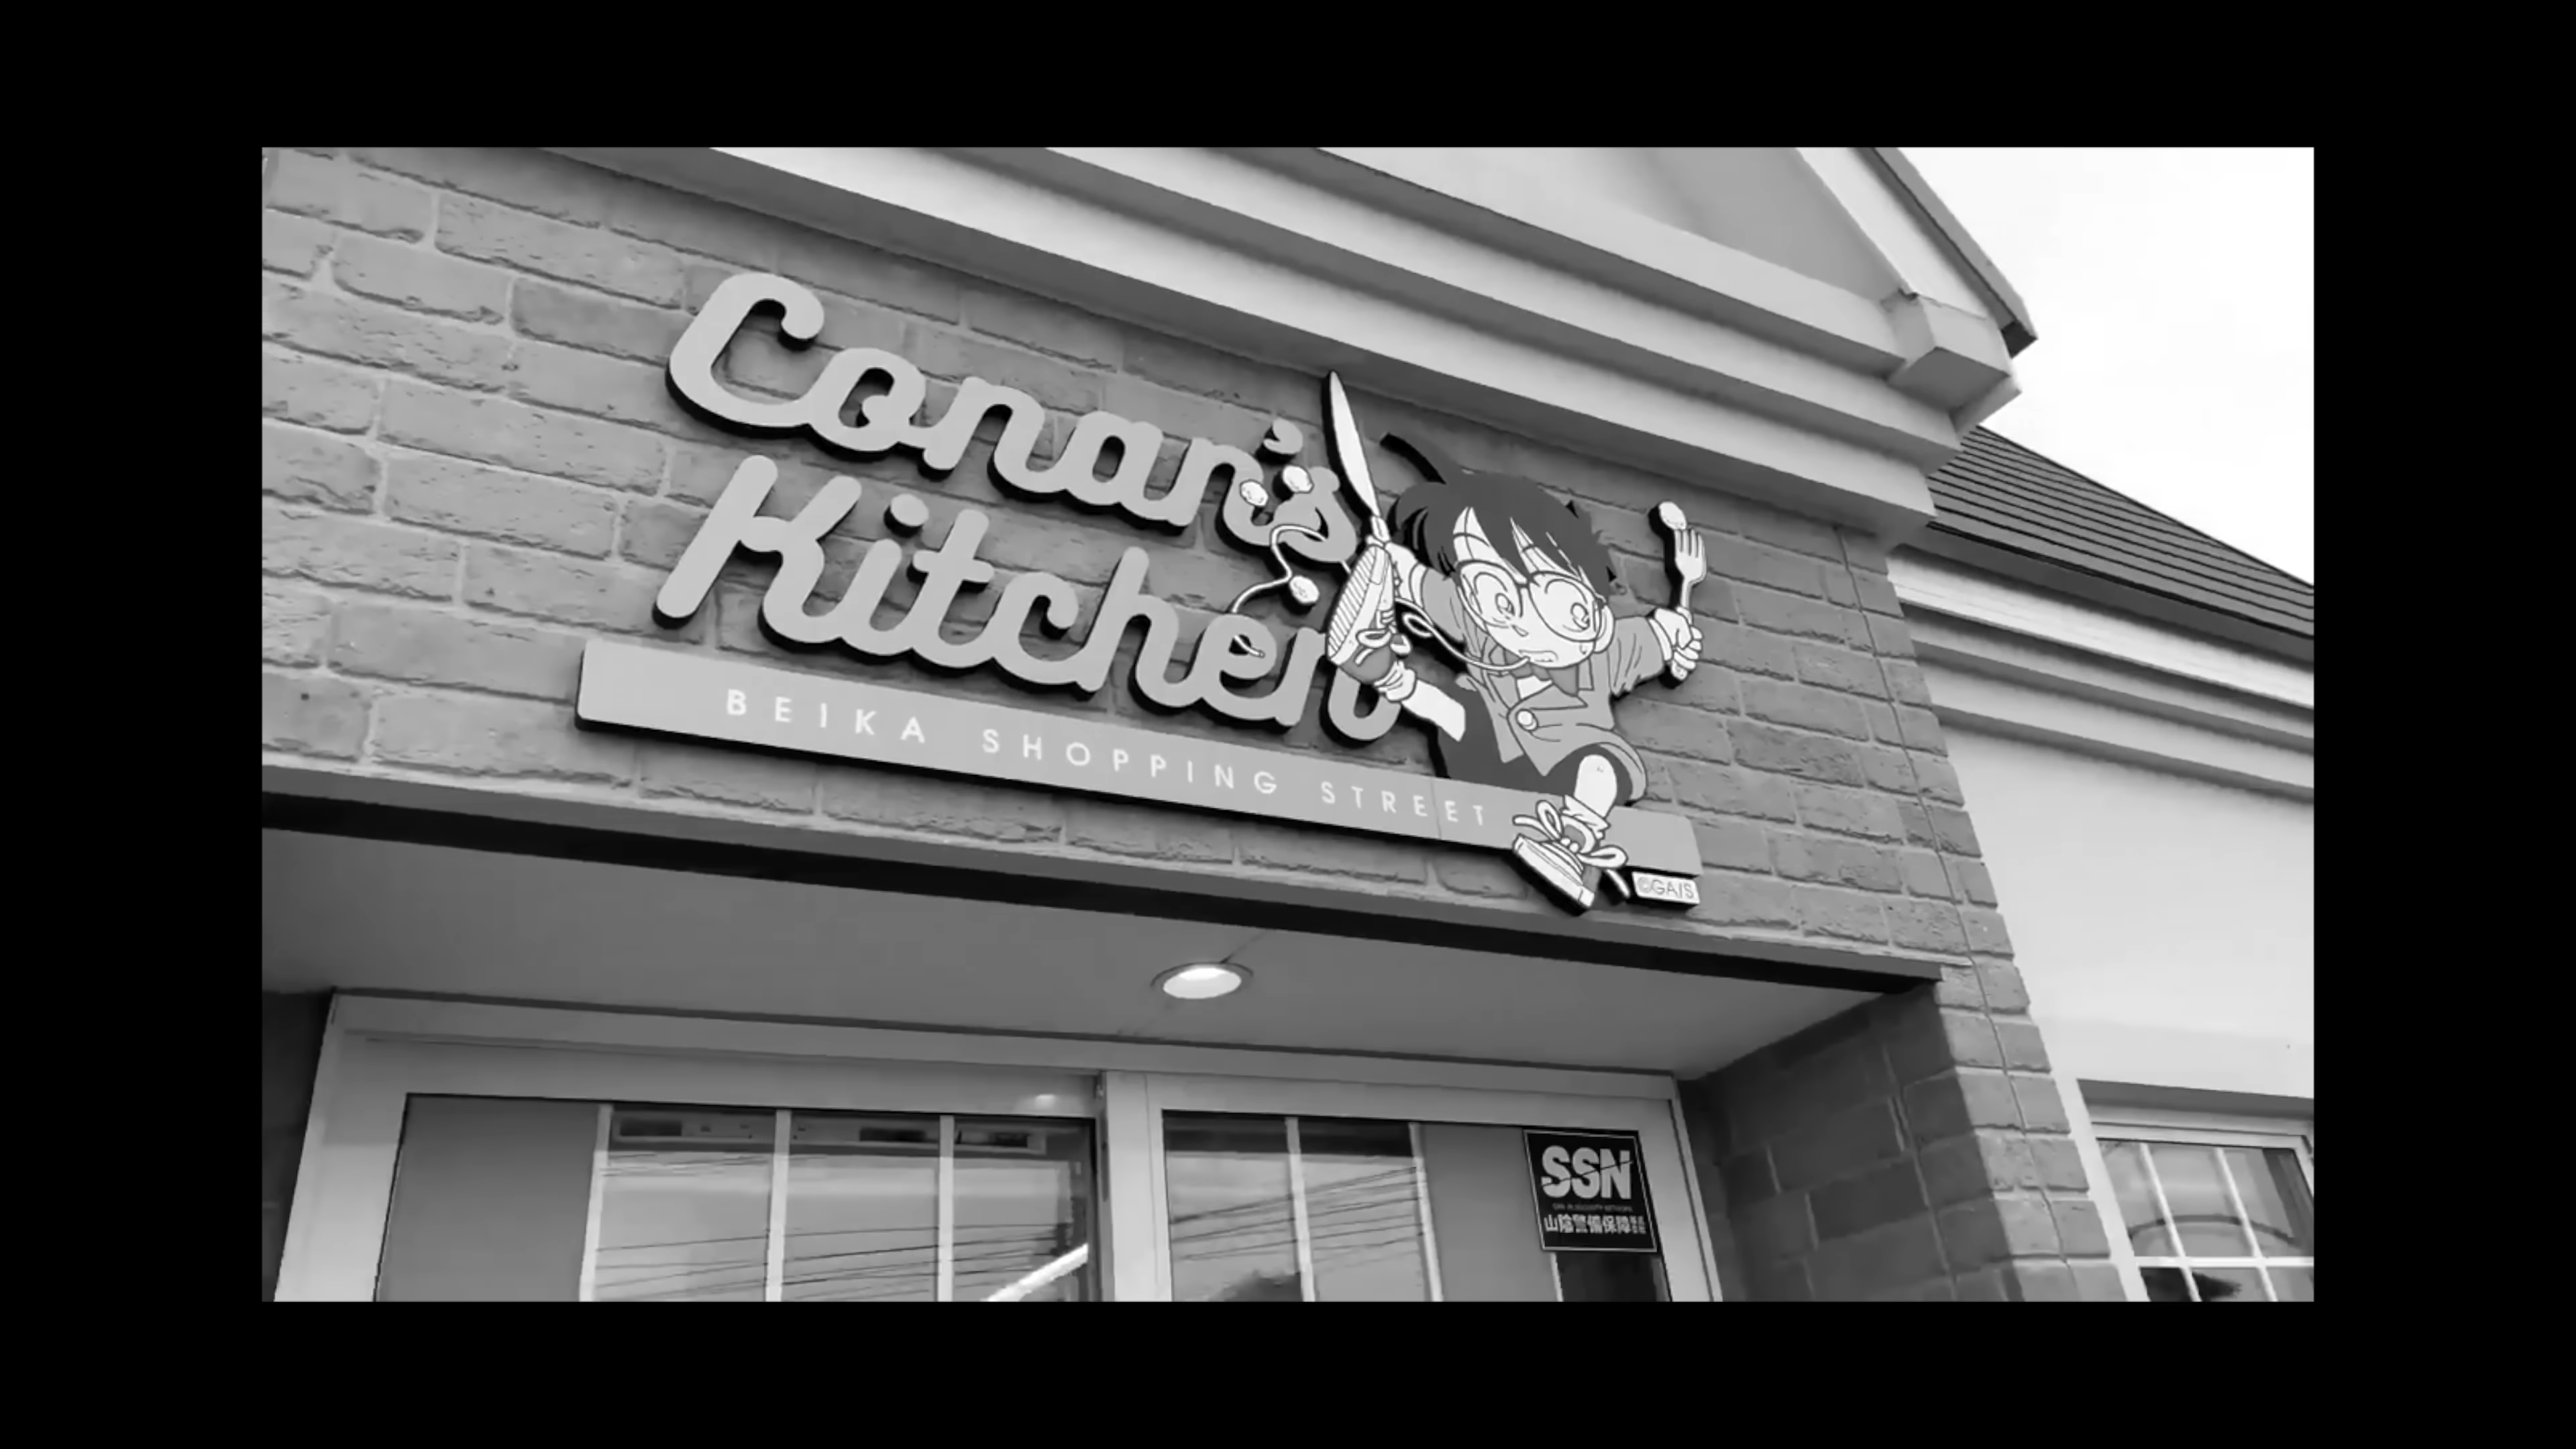 Conan's
Kitchen
BEIKA SHOPPING STREET
©GA/S
SSN
山陰警備保障